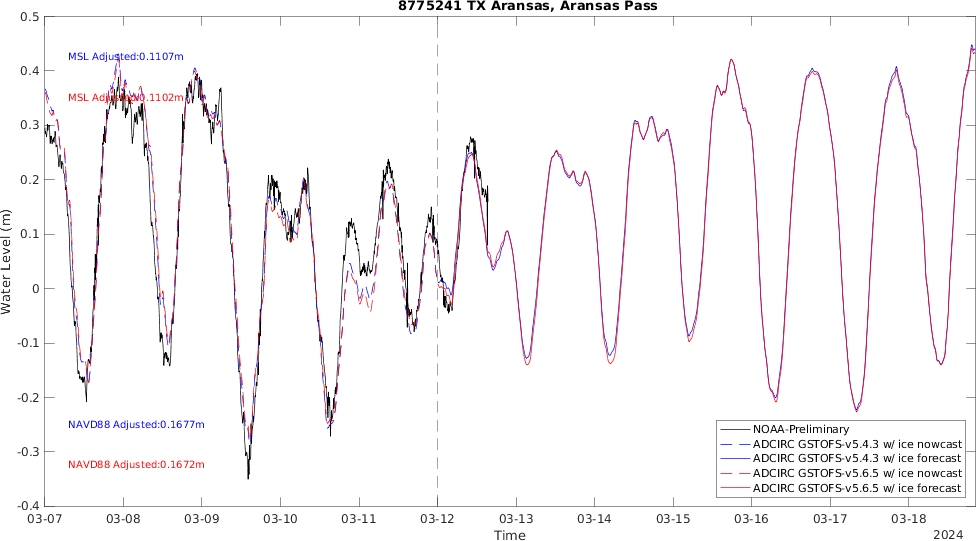 8775241 TX Aransas, Aransas Pass
Water Level (m)
0.5
0.4
0.3
0.2
0.1
0
-0.1
-0.2
-0.3
-0.4
MSL Adjusted:0.1107m
MSL Adjusted:0.1102m
NAVD88 Adjusted:0.1677m
NAVD88 Adjusted:0.1672m
NOAA-Preliminary
ADCIRC GSTOFS-v5.4.3 w/ ice nowcast
ADCIRC GSTOFS-v5.4.3 w/ ice forecast
ADCIRC GSTOFS-v5.6.5 w/ ice nowcast
ADCIRC GSTOFS-v5.6.5 w/ ice forecast
03-07 03-08 03-09 03-10 03-11 03-12 03-13 03-14 03-15 03-16 03-17 03-18
Time
2024